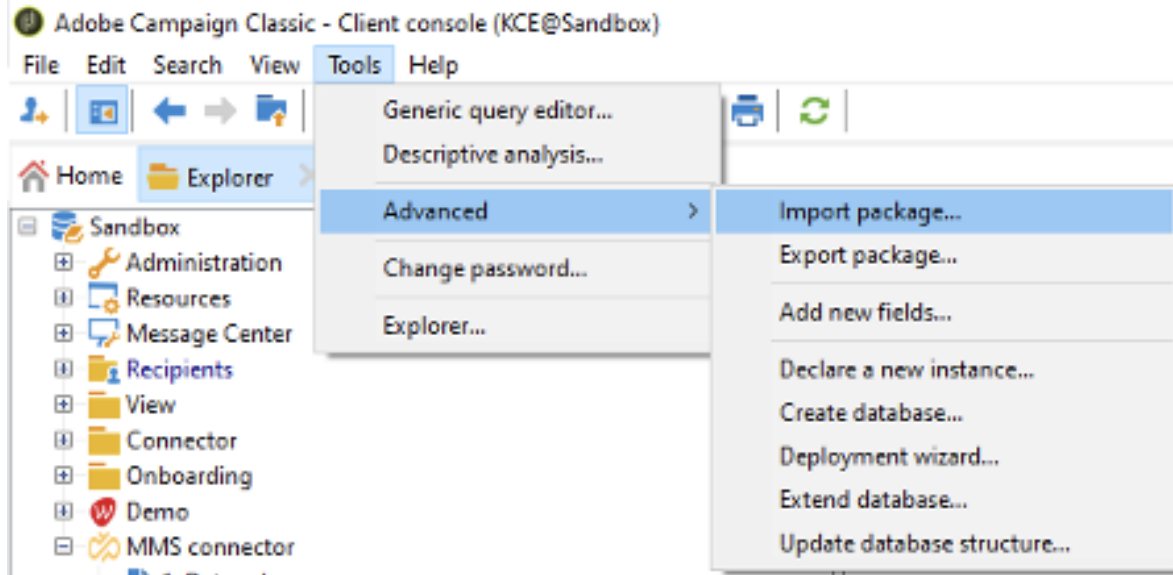 Adobe Campaign Classic - Client console (KCE@Sandbox)
File Edit Search View Tools Help
Generic query editor...
Descriptive analysis...
Advanced
Change password...
Explorer...
Import package...
Export package...
Add new fields...
Declare a new instance...
Create database...
Deployment wizard...
Extend database...
Update database structure...
Home
Explorer
Sandbox
Administration
Resources
Message Center
Recipients
View
Connector
Onboarding
Demo
MMS connector